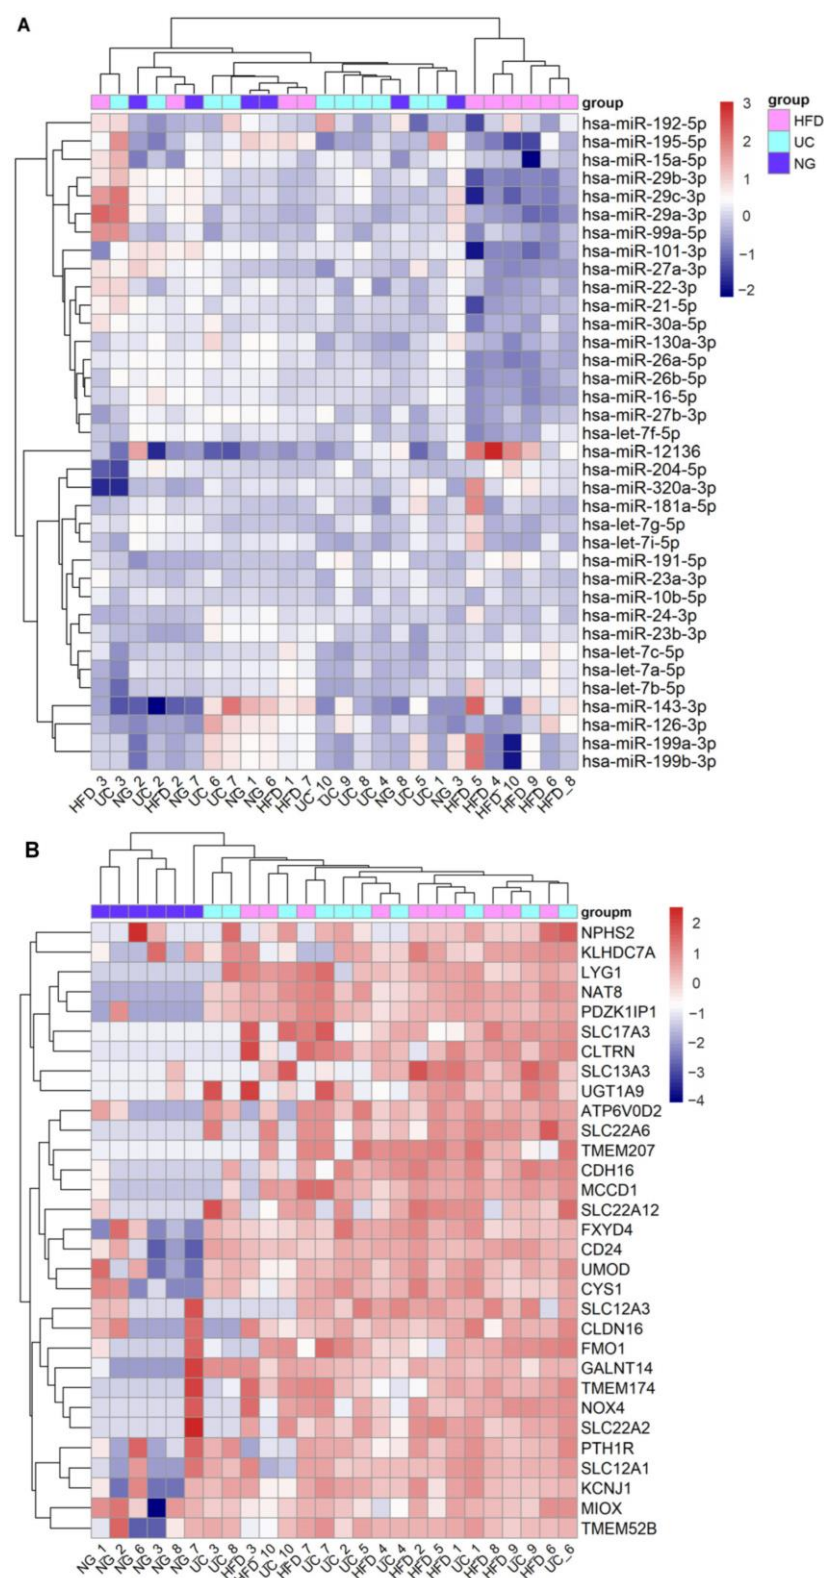 A
group
hsa-miR-192-5p
hsa-miR-195-5p
hsa-miR-15a-5p
hsa-miR-29b-3p
hsa-miR-29c-3p
hsa-miR-29a-3p
hsa-miR-99a-5p
hsa-miR-101-3p
hsa-miR-27a-3p
hsa-miR-22-3p
hsa-miR-21-5p
hsa-miR-30a-5p
hsa-miR-130a-3p
hsa-miR-26a-5p
hsa-miR-26b-5p
hsa-miR-16-5p
hsa-miR-27b-3p
hsa-let-7f-5p
hsa-miR-12136
hsa-miR-204-5p
hsa-miR-320a-3p
hsa-miR-181a-5p
hsa-let-7g-5p
hsa-let-7i-5p
hsa-miR-191-5p
hsa-miR-23a-3p
hsa-miR-10b-5p
hsa-miR-24-3p
hsa-miR-23b-3p
hsa-let-7c-5p
hsa-let-7a-5p
hsa-let-7b-5p
hsa-miR-143-3p
hsa-miR-126-3p
hsa-miR-199a-3p
hsa-miR-199b-3p
3
2
1
0
−1
−2
group
HFD
UC
NG
HFD_3
UC_3
NG_2
UC_2
HFD_2
NG_7
UC_6
UC_7
NG_1
NG_6
HFD_1
HFD_7
UC_10
UC_9
UC_8
UC_4
NG_8
UC_5
UC_1
NG_3
HFD_5
HFD_4
HFD_10
HFD_9
HFD_6
HFD_8
B
groupm
NPHS2
KLHDC7A
LYG1
NAT8
PDZK1IP1
SLC17A3
CLTRN
SLC13A3
UGT1A9
ATP6V0D2
SLC22A6
TMEM207
CDH16
MCCD1
SLC22A12
FXYD4
CD24
UMOD
CYS1
SLC12A3
CLDN16
FMO1
GALNT14
TMEM174
NOX4
SLC22A2
PTH1R
SLC12A1
KCNJ1
MIOX
TMEM52B
2
1
0
−1
−2
−3
−4
NG_1
NG_2
NG_6
NG_3
NG_8
NG_7
UC_3
UC_8
HFD_3
HFD_10
UC_10
HFD_7
UC_7
UC_2
UC_5
HFD_4
UC_4
HFD_2
HFD_5
HFD_1
UC_1
HFD_8
HFD_9
UC_9
HFD_6
UC_6